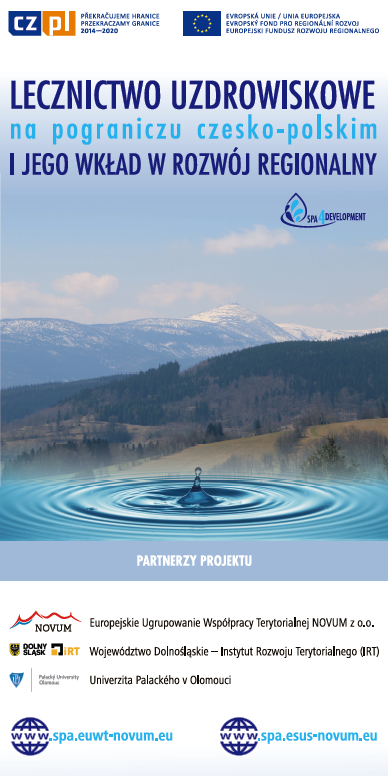 cz pl
PŘEKRAČUJEME HRANICE
PRZEKRACZAMY GRANICE
2014—2020
EVROPSKÁ UNIE / UNIA EUROPEJSKA
EVROPSKÝ FOND PRO REGIONÁLNÍ ROZVOJ
EUROPEJSKI FUNDUSZ ROZWOJU REGIONALNEGO
LECZNICTWO UZDROWISKOWE
na pograniczu czesko-polskim
I JEGO WKŁAD W ROZWÓJ REGIONALNY
SPA4DEVELOPMENT
PARTNERZY PROJEKTU
NOVUM
Europejskie Ugrupowanie Współpracy Terytorialnej NOVUM z o.o.
DOLNY
ŚLĄSK
iRT
Województwo Dolnośląskie – Instytut Rozwoju Terytorialnego (IRT)
Palacký University
Olomouc
Univerzita Palackého v Olomouci
www.spa.euwt-novum.eu
www.spa.esus-novum.eu